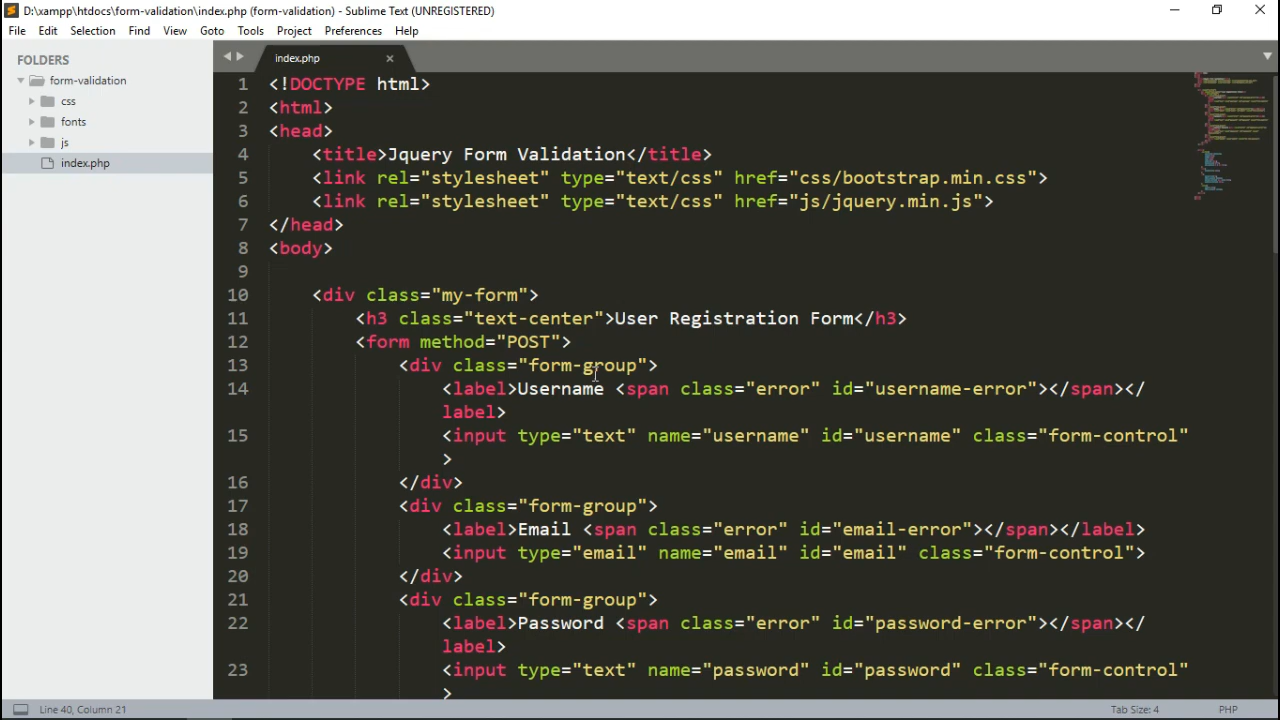 D:\xampp\htdocs\form-validation\index.php (form-validation) - Sublime Text (UNREGISTERED)
File Edit Selection Find View Goto Tools Project Preferences Help
FOLDERS
form-validation
css
fonts
js
index.php
index.php
1 <!DOCTYPE html>
2 <html>
3 <head>
4 <title>Jquery Form Validation</title>
5 <link rel="stylesheet" type="text/css" href="css/bootstrap.min.css">
6 <link rel="stylesheet" type="text/css" href="js/jquery.min.js">
7 </head>
8 <body>
9
10 <div class="my-form">
11 <h3 class="text-center">User Registration Form</h3>
12 <form method="POST">
13 <div class="form-group">
14 <label>Username <span class="error" id="username-error"></span></
label>
15 <input type="text" name="username" id="username" class="form-control"
>
16 </div>
17 <div class="form-group">
18 <label>Email <span class="error" id="email-error"></span></label>
19 <input type="email" name="email" id="email" class="form-control">
20 </div>
21 <div class="form-group">
22 <label>Password <span class="error" id="password-error"></span></
label>
23 <input type="text" name="password" id="password" class="form-control"
>
Line 40, Column 21
Tab Size: 4
PHP